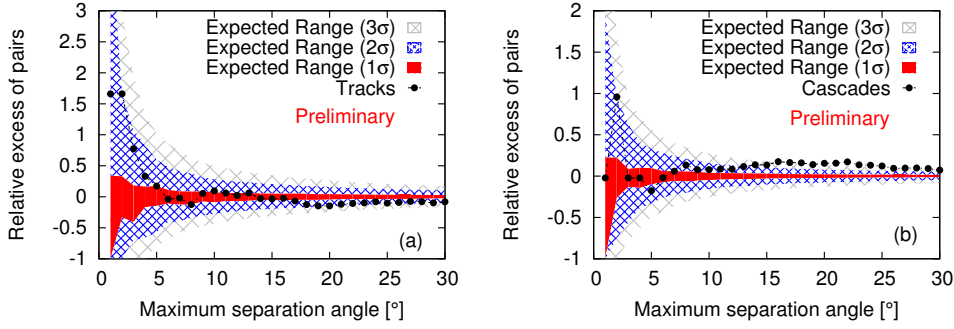 Relative excess of pairs
3
2.5
2
1.5
1
0.5
0
-0.5
-1
0 5 10 15 20 25 30
Maximum separation angle [°]
Expected Range (3σ)
Expected Range (2σ)
Expected Range (1σ)
Tracks
Preliminary
(a)
Relative excess of pairs
2
1.5
1
0.5
0
-0.5
-1
0 5 10 15 20 25 30
Maximum separation angle [°]
Expected Range (3σ)
Expected Range (2σ)
Expected Range (1σ)
Cascades
Preliminary
(b)